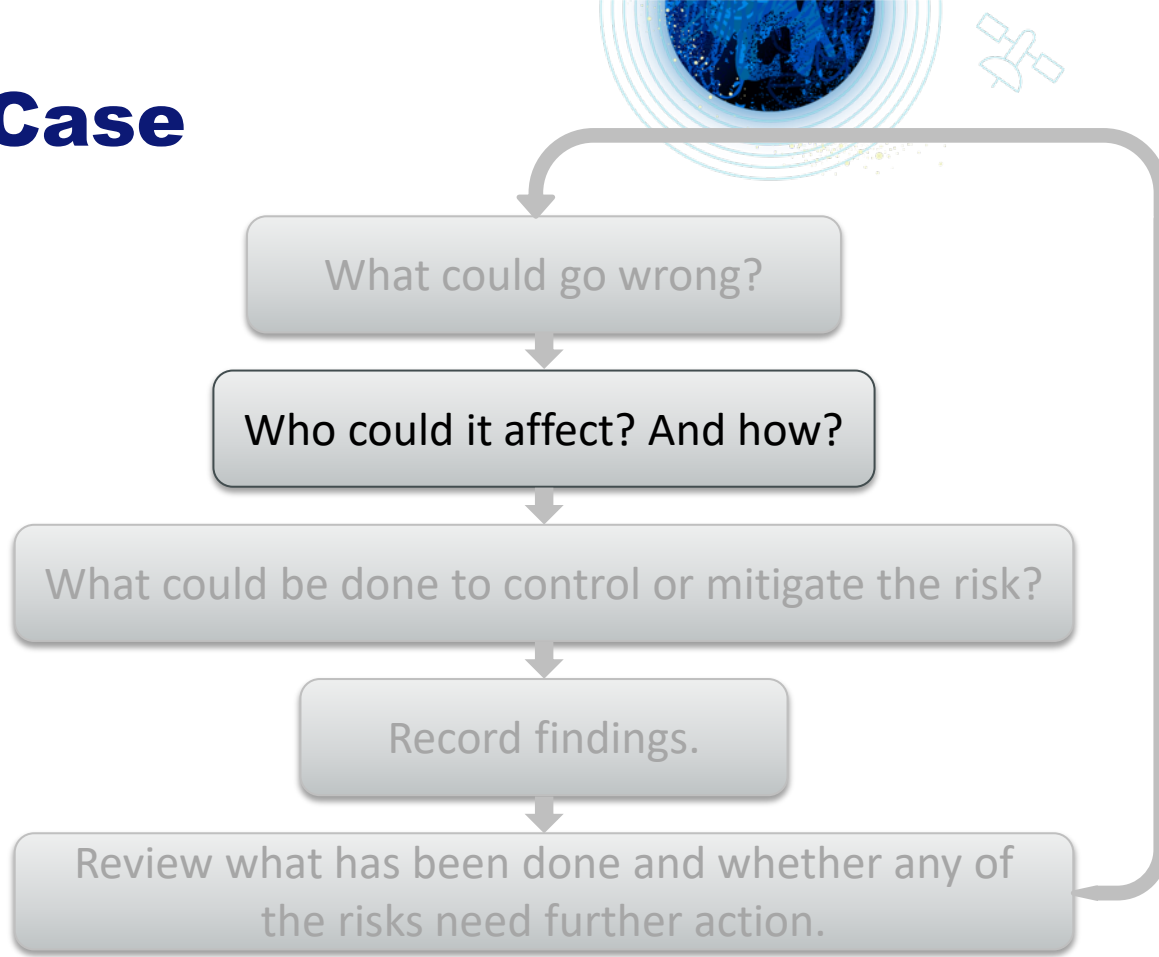 Case
What could go wrong?
Who could it affect? And how?
What could be done to control or mitigate the risk?
Record findings.
Review what has been done and whether any of
the risks need further action.